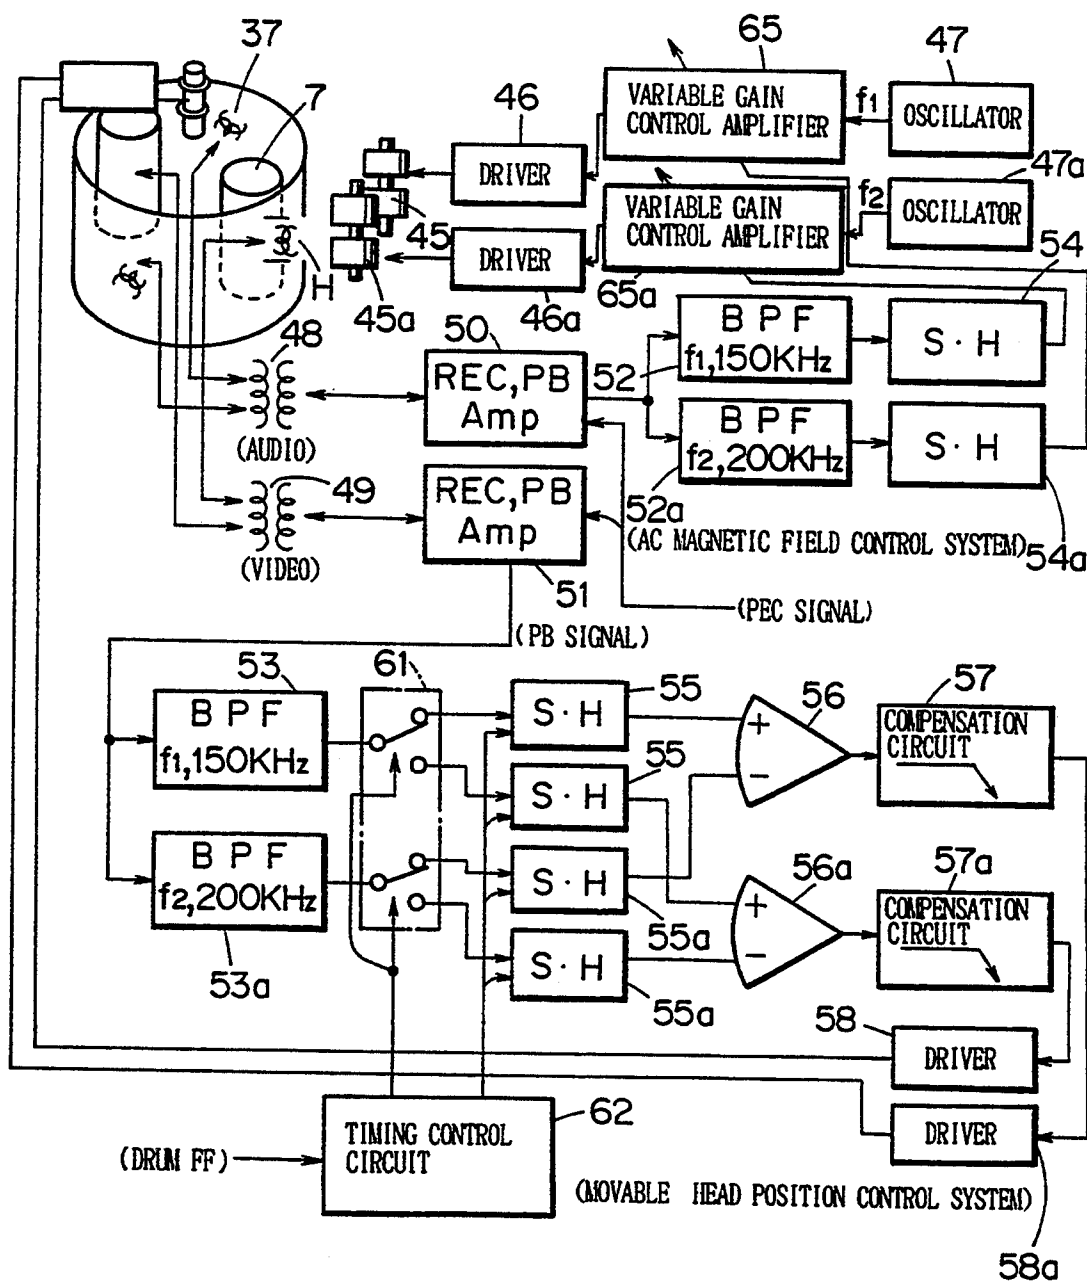 37
7
46
65
47
VARIABLE GAIN
CONTROL AMPLIFIER
f1
OSCILLATOR
DRIVER
47a
VARIABLE GAIN
CONTROL AMPLIFIER
f2
OSCILLATOR
45
DRIVER
54
H
45a
46a
65a
48
50
BPF
f1,150KHz
S·H
REC,PB
Amp
52
(AUDIO)
BPF
f2,200KHz
S·H
49
REC,PB
Amp
52a
(AC MAGNETIC FIELD CONTROL SYSTEM)
54a
(VIDEO)
51
(PEC SIGNAL)
(PB SIGNAL)
53
61
55
56
57
BPF
f1,150KHz
S·H
+
−
COMPENSATION
CIRCUIT
55
S·H
BPF
f2,200KHz
S·H
56a
57a
+
−
COMPENSATION
CIRCUIT
55a
53a
S·H
55a
58
DRIVER
62
TIMING CONTROL
CIRCUIT
DRIVER
(DRUM FF)
(MOVABLE HEAD POSITION CONTROL SYSTEM)
58a